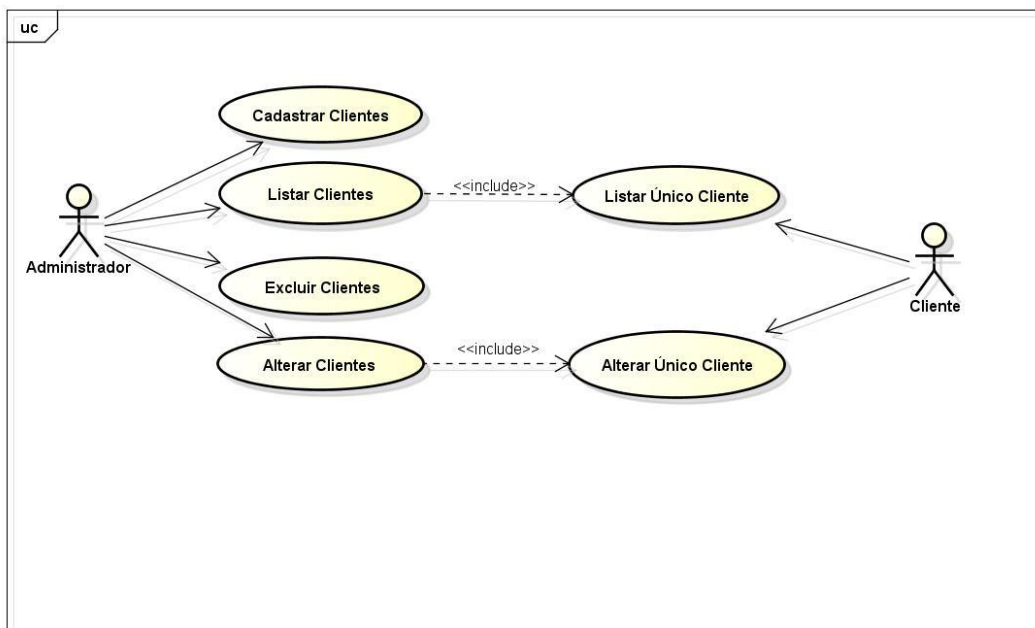 uc
Cadastrar Clientes
Listar Clientes
<<include>>
Listar Único Cliente
Administrador
Excluir Clientes
Cliente
Alterar Clientes
<<include>>
Alterar Único Cliente